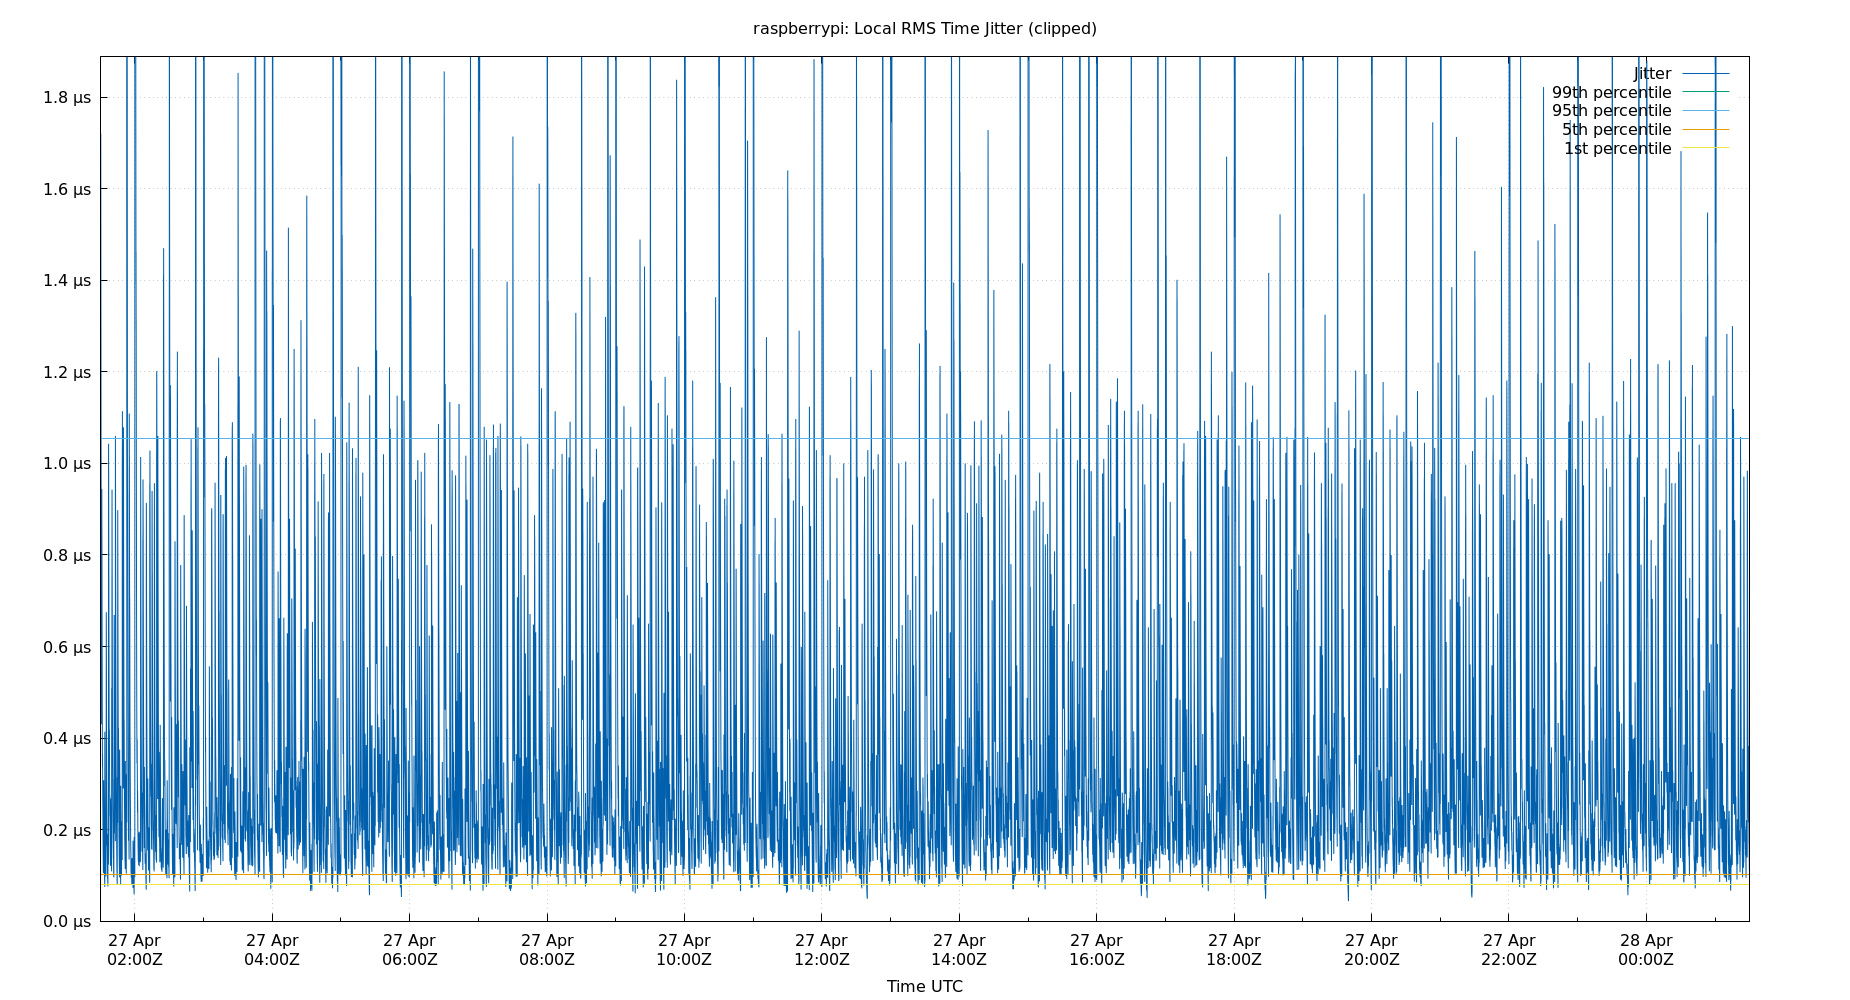 raspberrypi: Local RMS Time Jitter (clipped)
Jitter
99th percentile
95th percentile
5th percentile
1st percentile
1.8 µs
1.6 µs
1.4 µs
1.2 µs
1.0 µs
0.8 µs
0.6 µs
0.4 µs
0.2 µs
0.0 µs
27 Apr 27 Apr 27 Apr 27 Apr 27 Apr 27 Apr 27 Apr 27 Apr 27 Apr 27 Apr 27 Apr 28 Apr
02:00Z 04:00Z 06:00Z 08:00Z 10:00Z 12:00Z 14:00Z 16:00Z 18:00Z 20:00Z 22:00Z 00:00Z
Time UTC